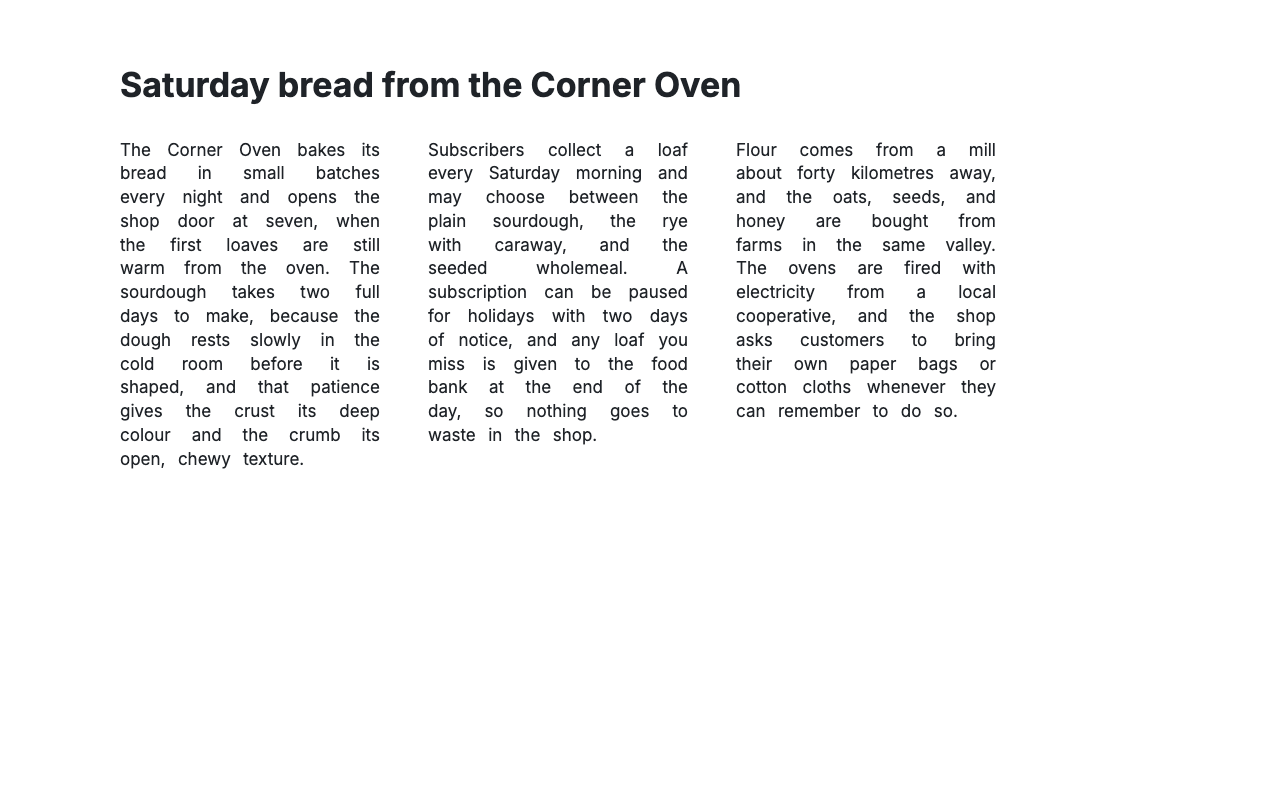 Saturday bread from the Corner Oven
The Corner Oven bakes its
bread in small batches
every night and opens the
shop door at seven, when
the first loaves are still
warm from the oven. The
sourdough takes two full
days to make, because the
dough rests slowly in the
cold room before it is
shaped, and that patience
gives the crust its deep
colour and the crumb its
open, chewy texture.
Subscribers collect a loaf
every Saturday morning and
may choose between the
plain sourdough, the rye
with caraway, and the
seeded wholemeal. A
subscription can be paused
for holidays with two days
of notice, and any loaf you
miss is given to the food
bank at the end of the
day, so nothing goes to
waste in the shop.
Flour comes from a mill
about forty kilometres away,
and the oats, seeds, and
honey are bought from
farms in the same valley.
The ovens are fired with
electricity from a local
cooperative, and the shop
asks customers to bring
their own paper bags or
cotton cloths whenever they
can remember to do so.